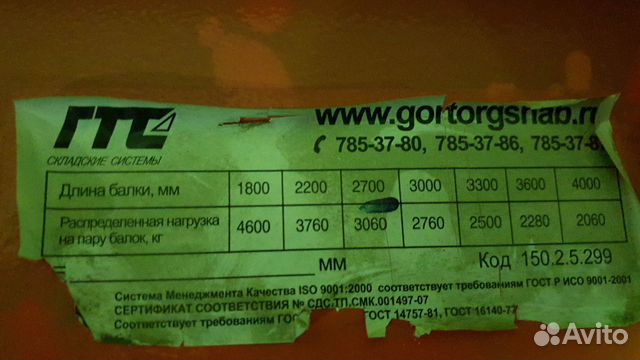 ГТС
СКЛАДСКИЕ СИСТЕМЫ
www.gortorgsnab.r
785-37-80, 785-37-86, 785-37-8
Длина балки, мм 1800 2200 2700 3000 3300 3600 4000
Распределенная нагрузка на пару балок, кг 4600 3760 3060 2760 2500 2280 2060
мм Код 150.2.5.299
Система Менеджмента Качества ISO 9001:2000 соответствует требованиям ГОСТ.Р ИСО 9001-2001
СЕРТИФИКАТ СООТВЕТСТВИЯ № СДС.ТП.СМК.001497-07
Соответствует требованиям ГОС ГОСТ 14757-81, ГОСТ 16140-77
Avito